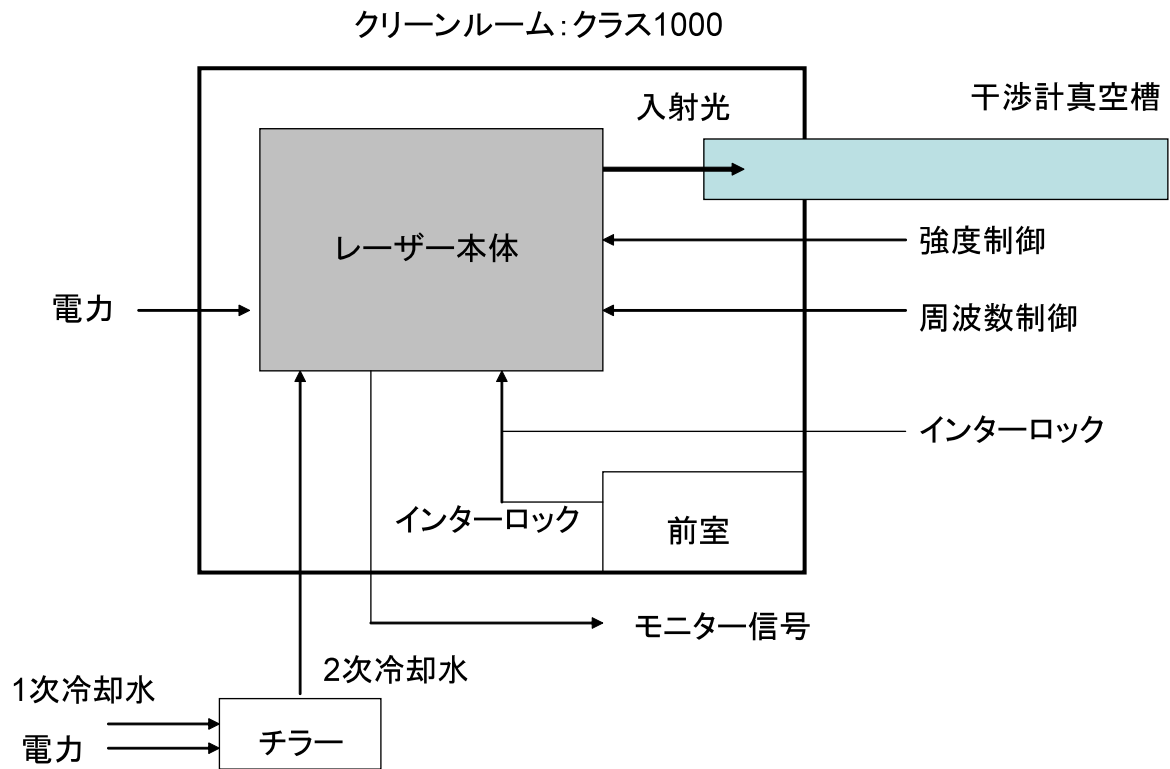 クリーンルーム：クラス1000
入射光
干渉計真空槽
レーザー本体
強度制御
電力
周波数制御
インターロック
インターロック
前室
モニター信号
2次冷却水
1次冷却水
電力
チラー